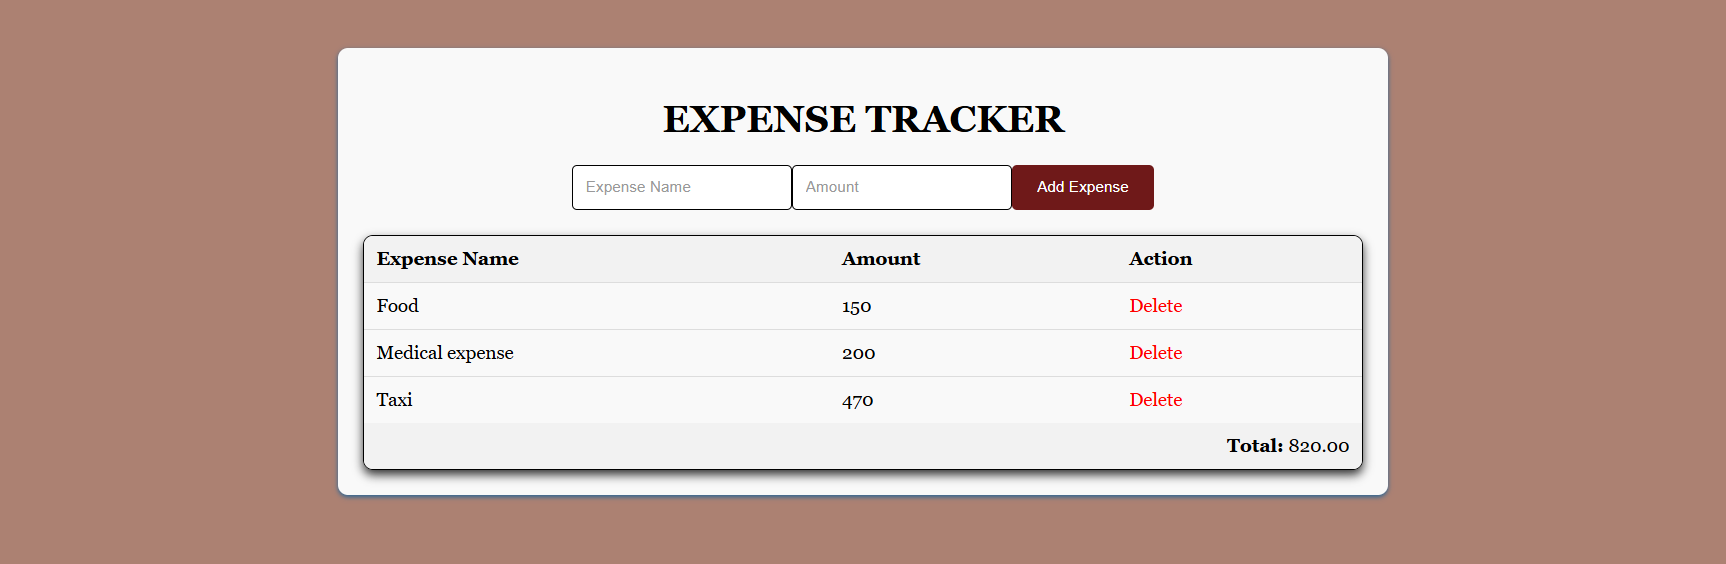 EXPENSE TRACKER
Expense Name Amount Add Expense
Expense Name Amount Action
Food 150 Delete
Medical expense 200 Delete
Taxi 470 Delete
Total: 820.00